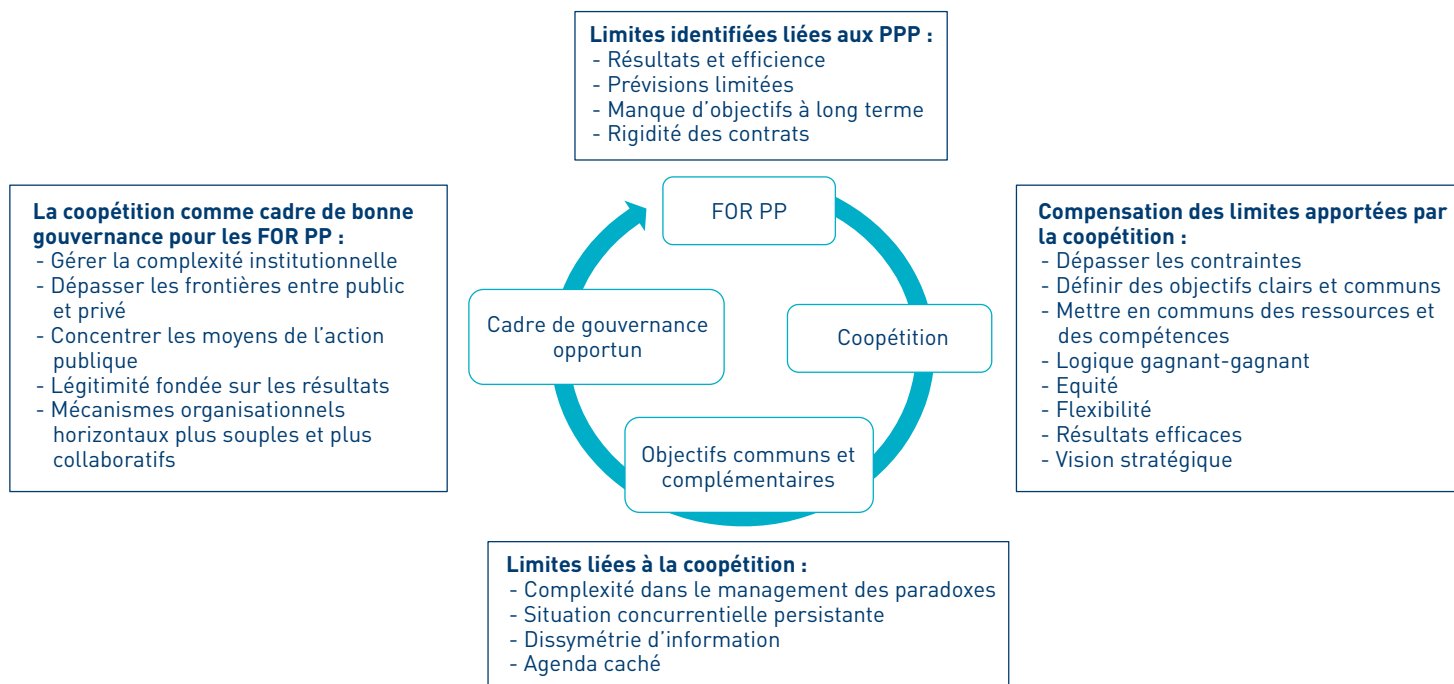 Limites identifiées liées aux PPP :
- Résultats et efficience
- Prévisions limitées
- Manque d’objectifs à long terme
- Rigidité des contrats
La coopétition comme cadre de bonne
gouvernance pour les FOR PP :
- Gérer la complexité institutionnelle
- Dépasser les frontières entre public
et privé
- Concentrer les moyens de l’action
publique
- Légitimité fondée sur les résultats
- Mécanismes organisationnels
horizontaux plus souples et plus
collaboratifs
FOR PP
Cadre de gouvernance
opportun
Coopétition
Objectifs communs et
complémentaires
Compensation des limites apportées par
la coopétition :
- Dépasser les contraintes
- Définir des objectifs clairs et communs
- Mettre en communs des ressources et
des compétences
- Logique gagnant-gagnant
- Equité
- Flexibilité
- Résultats efficaces
- Vision stratégique
Limites liées à la coopétition :
- Complexité dans le management des paradoxes
- Situation concurrentielle persistante
- Dissymétrie d’information
- Agenda caché